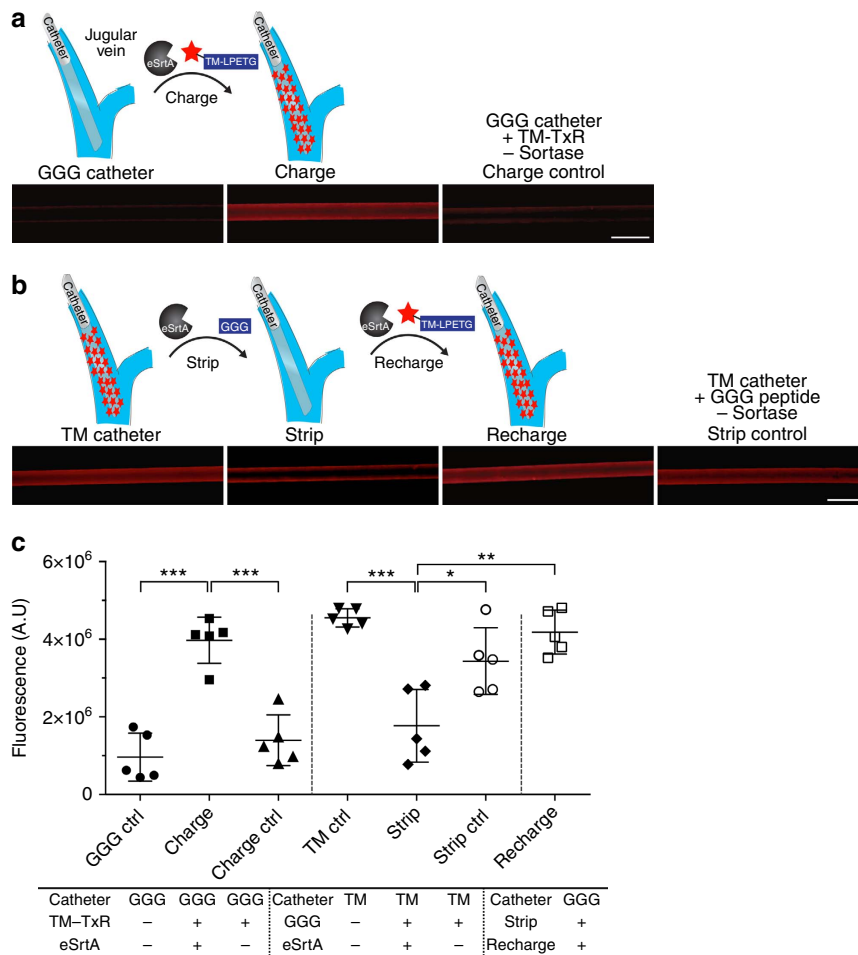 a
Jugular
vein
Catheter
eSrtA
TM-LPETG
Charge
Catheter
GGG catheter
Charge
GGG catheter
+ TM-TxR
– Sortase
Charge control
b
Catheter
eSrtA
GGG
Strip
Catheter
eSrtA
TM-LPETG
Recharge
Catheter
TM catheter
Strip
Recharge
TM catheter
+ GGG peptide
– Sortase
Strip control
c
Fluorescence (A.U)
6×10⁶
4×10⁶
2×10⁶
0
*** *** *** * **
GGG ctrl Charge Charge ctrl TM ctrl Strip Strip ctrl Recharge
Catheter GGG GGG GGG Catheter TM TM TM Catheter GGG
TM–TxR – + + GGG – + + Strip +
eSrtA – + – eSrtA – + – Recharge +